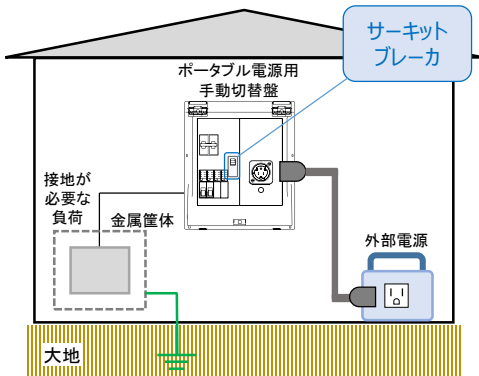 サーキット
ブレーカ
ポータブル電源用
手動切替盤
接地が
必要な
負荷
金属筐体
外部電源
大地